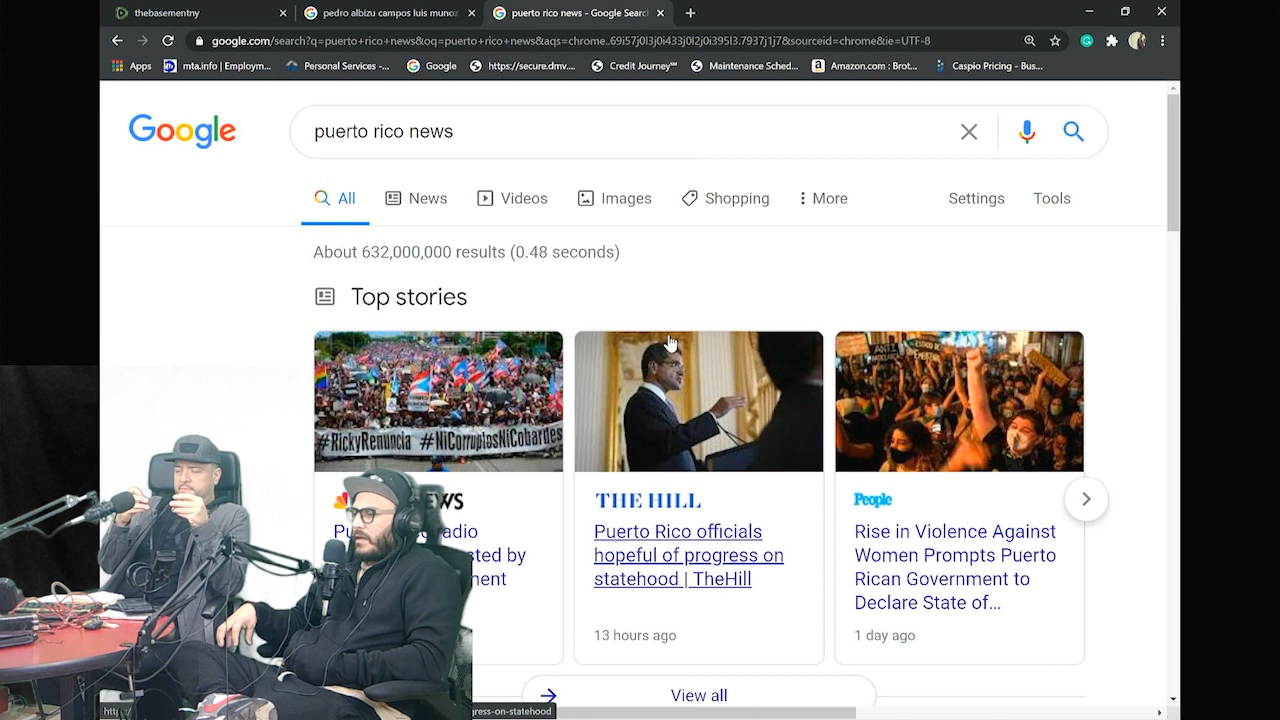 thebasementny
pedro albizu campos luis munoz
puerto rico news - Google Searc
google.com/search?q=puerto+rico+news&oq=puerto+rico+news&aqs=chrome..69i57j0l3j0i433j0l2j0i395l3.7937j1j7&sourceid=chrome&ie=UTF-8
Apps
mta.info | Employm...
Personal Services -...
Google
https://secure.dmv....
Credit Journey℠
Maintenance Sched...
Amazon.com : Brot...
Caspio Pricing - Bus...
Google
puerto rico news
All
News
Videos
Images
Shopping
More
Settings
Tools
About 632,000,000 results (0.48 seconds)
Top stories
#RickyRenuncia #NiCorruptosNiCobardes
THE HILL
Puerto Rico officials
hopeful of progress on
statehood | TheHill
13 hours ago
People
Rise in Violence Against
Women Prompts Puerto
Rican Government to
Declare State of...
1 day ago
View all
ress-on-statehood